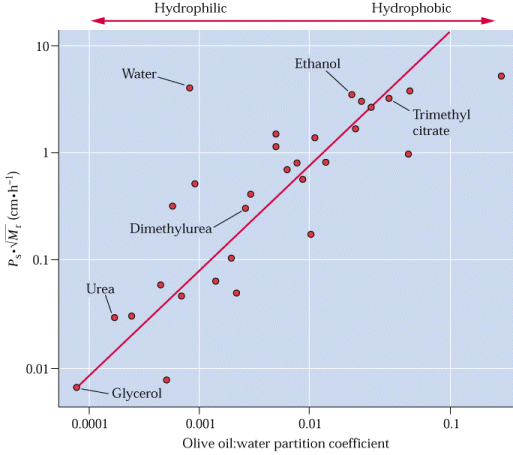 Hydrophilic
Hydrophobic
10
1
0.1
0.01
Pₛ·√Mᵣ (cm·h⁻¹)
Water
Ethanol
Trimethyl
citrate
Dimethylurea
Urea
Glycerol
0.0001
0.001
0.01
0.1
Olive oil:water partition coefficient